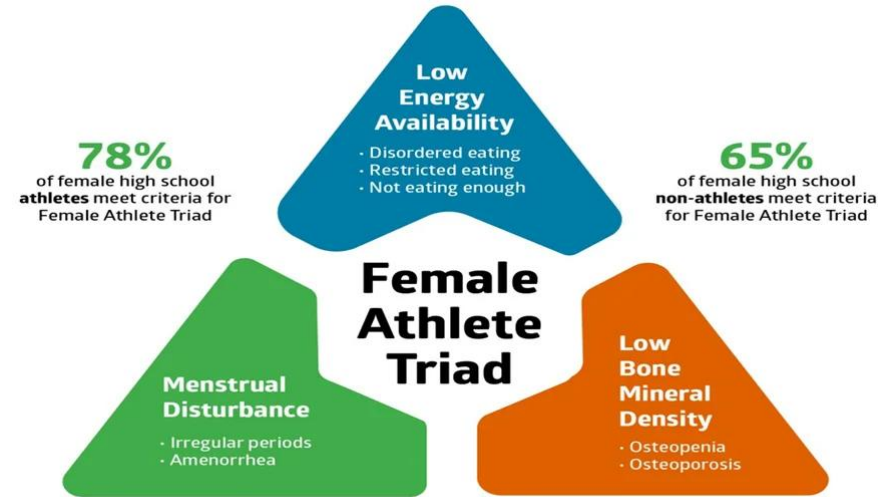 Low
Energy
Availability
· Disordered eating
· Restricted eating
· Not eating enough
78%
of female high school
athletes meet criteria for
Female Athlete Triad
65%
of female high school
non-athletes meet criteria
for Female Athlete Triad
Female
Athlete
Triad
Menstrual
Disturbance
· Irregular periods
· Amenorrhea
Low
Bone
Mineral
Density
· Osteopenia
· Osteoporosis